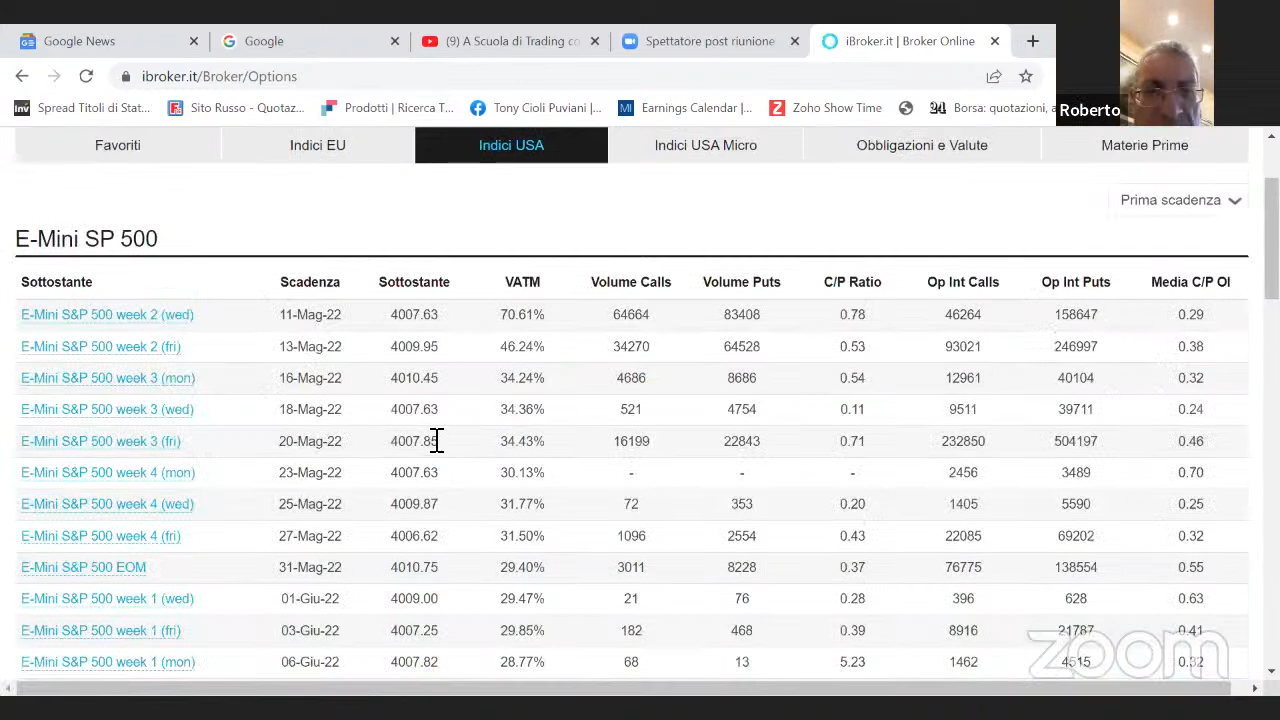 Google News
Google
(9) A Scuola di Trading co
Spettatore post riunione
iBroker.it | Broker Online
ibroker.it/Broker/Options
Inv Spread Titoli di Stat...
Sito Russo - Quotaz...
Prodotti | Ricerca T...
Tony Cioli Puviani |...
MI Earnings Calendar |...
Z Zoho Show Time
Borsa: quotazioni, a
Roberto
Favoriti Indici EU Indici USA Indici USA Micro Obbligazioni e Valute Materie Prime
Prima scadenza
E-Mini SP 500
Sottostante Scadenza Sottostante VATM Volume Calls Volume Puts C/P Ratio Op Int Calls Op Int Puts Media C/P OI
E-Mini S&P 500 week 2 (wed) 11-Mag-22 4007.63 70.61% 64664 83408 0.78 46264 158647 0.29
E-Mini S&P 500 week 2 (fri) 13-Mag-22 4009.95 46.24% 34270 64528 0.53 93021 246997 0.38
E-Mini S&P 500 week 3 (mon) 16-Mag-22 4010.45 34.24% 4686 8686 0.54 12961 40104 0.32
E-Mini S&P 500 week 3 (wed) 18-Mag-22 4007.63 34.36% 521 4754 0.11 9511 39711 0.24
E-Mini S&P 500 week 3 (fri) 20-Mag-22 4007.85 34.43% 16199 22843 0.71 232850 504197 0.46
E-Mini S&P 500 week 4 (mon) 23-Mag-22 4007.63 30.13% - - - 2456 3489 0.70
E-Mini S&P 500 week 4 (wed) 25-Mag-22 4009.87 31.77% 72 353 0.20 1405 5590 0.25
E-Mini S&P 500 week 4 (fri) 27-Mag-22 4006.62 31.50% 1096 2554 0.43 22085 69202 0.32
E-Mini S&P 500 EOM 31-Mag-22 4010.75 29.40% 3011 8228 0.37 76775 138554 0.55
E-Mini S&P 500 week 1 (wed) 01-Giu-22 4009.00 29.47% 21 76 0.28 396 628 0.63
E-Mini S&P 500 week 1 (fri) 03-Giu-22 4007.25 29.85% 182 468 0.39 8916 21787 0.41
E-Mini S&P 500 week 1 (mon) 06-Giu-22 4007.82 28.77% 68 13 5.23 1462 4515 0.32
zoom